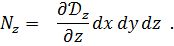 N_z = ∂𝒟_z/∂z dx dy dz .